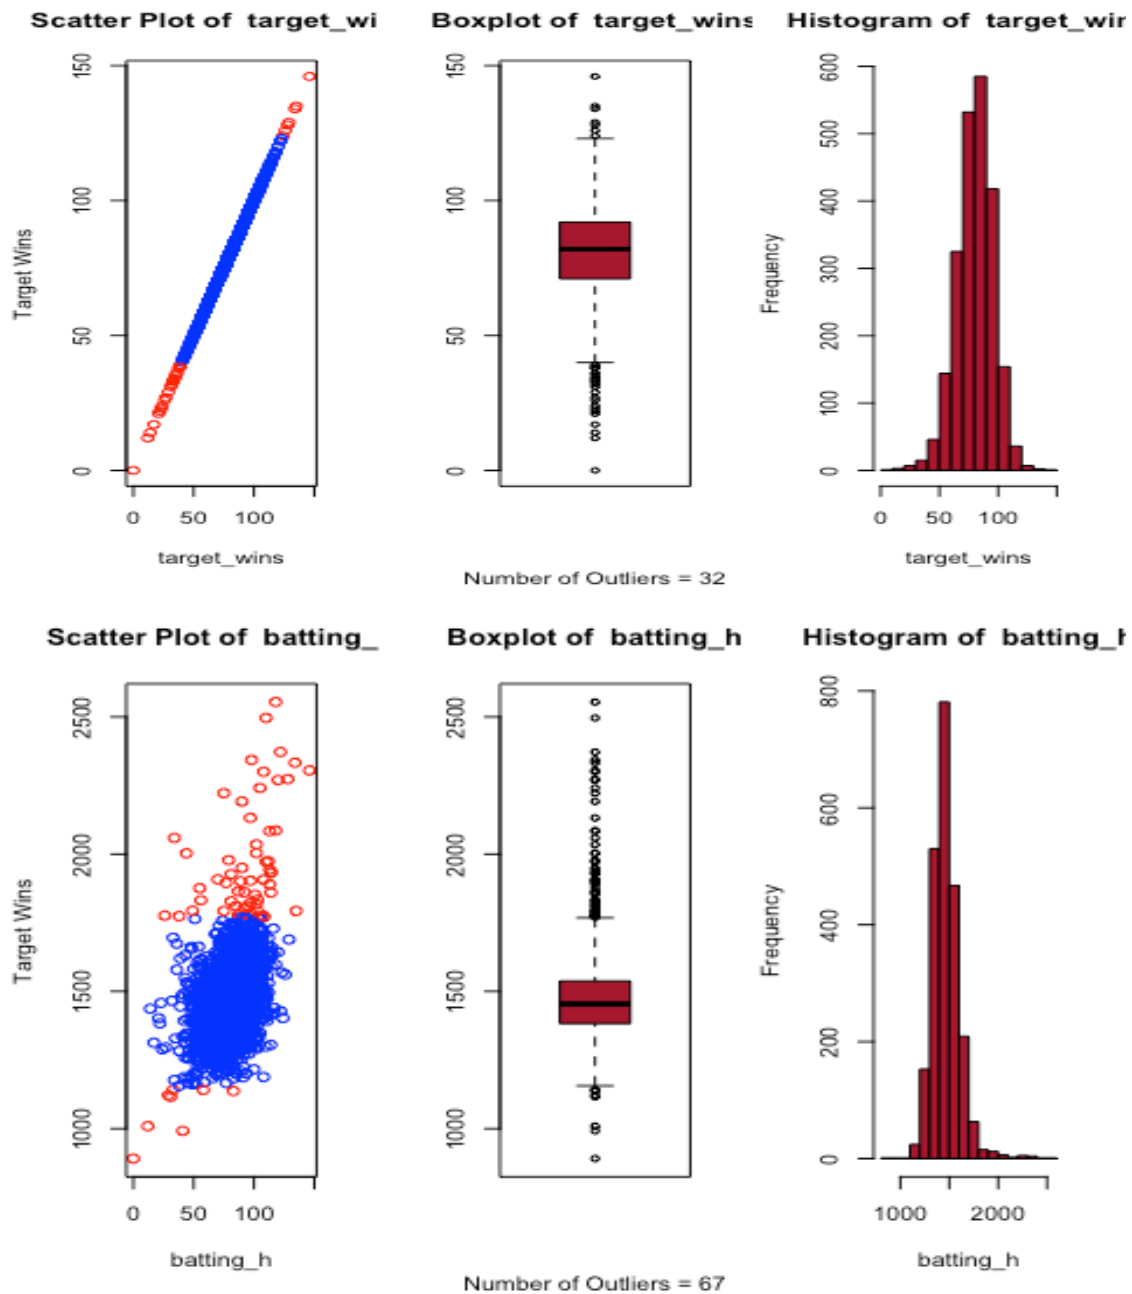 Scatter Plot of target_wi
Boxplot of target_wins
Histogram of target_wir
Target Wins
150
100
50
0
0 50 100
target_wins
150
100
50
0
Number of Outliers = 32
Frequency
600
500
400
300
200
100
0
0 50 100
target_wins
Scatter Plot of batting_
Boxplot of batting_h
Histogram of batting_h
Target Wins
2500
2000
1500
1000
0 50 100
batting_h
2500
2000
1500
1000
Number of Outliers = 67
Frequency
800
600
400
200
0
1000 2000
batting_h